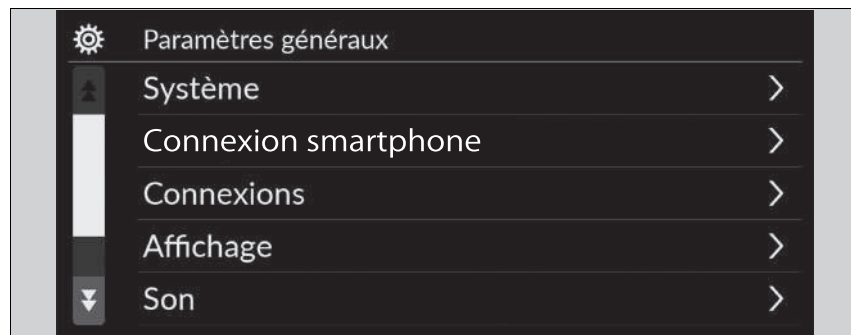 Paramètres généraux
Système
Connexion smartphone
Connexions
Affichage
Son